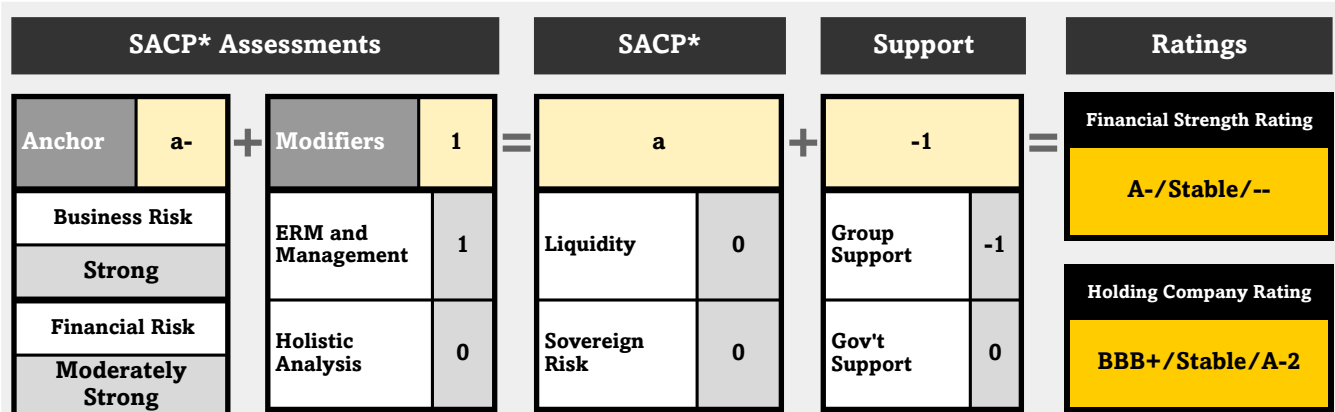 SACP* Assessments
SACP*
Support
Ratings
Anchor
a-
+
Modifiers
1
=
a
+
-1
=
Financial Strength Rating
A-/Stable/--
Business Risk
Strong
Financial Risk
Moderately
Strong
ERM and
Management
1
Holistic
Analysis
0
Liquidity
0
Sovereign
Risk
0
Group
Support
-1
Gov't
Support
0
Holding Company Rating
BBB+/Stable/A-2